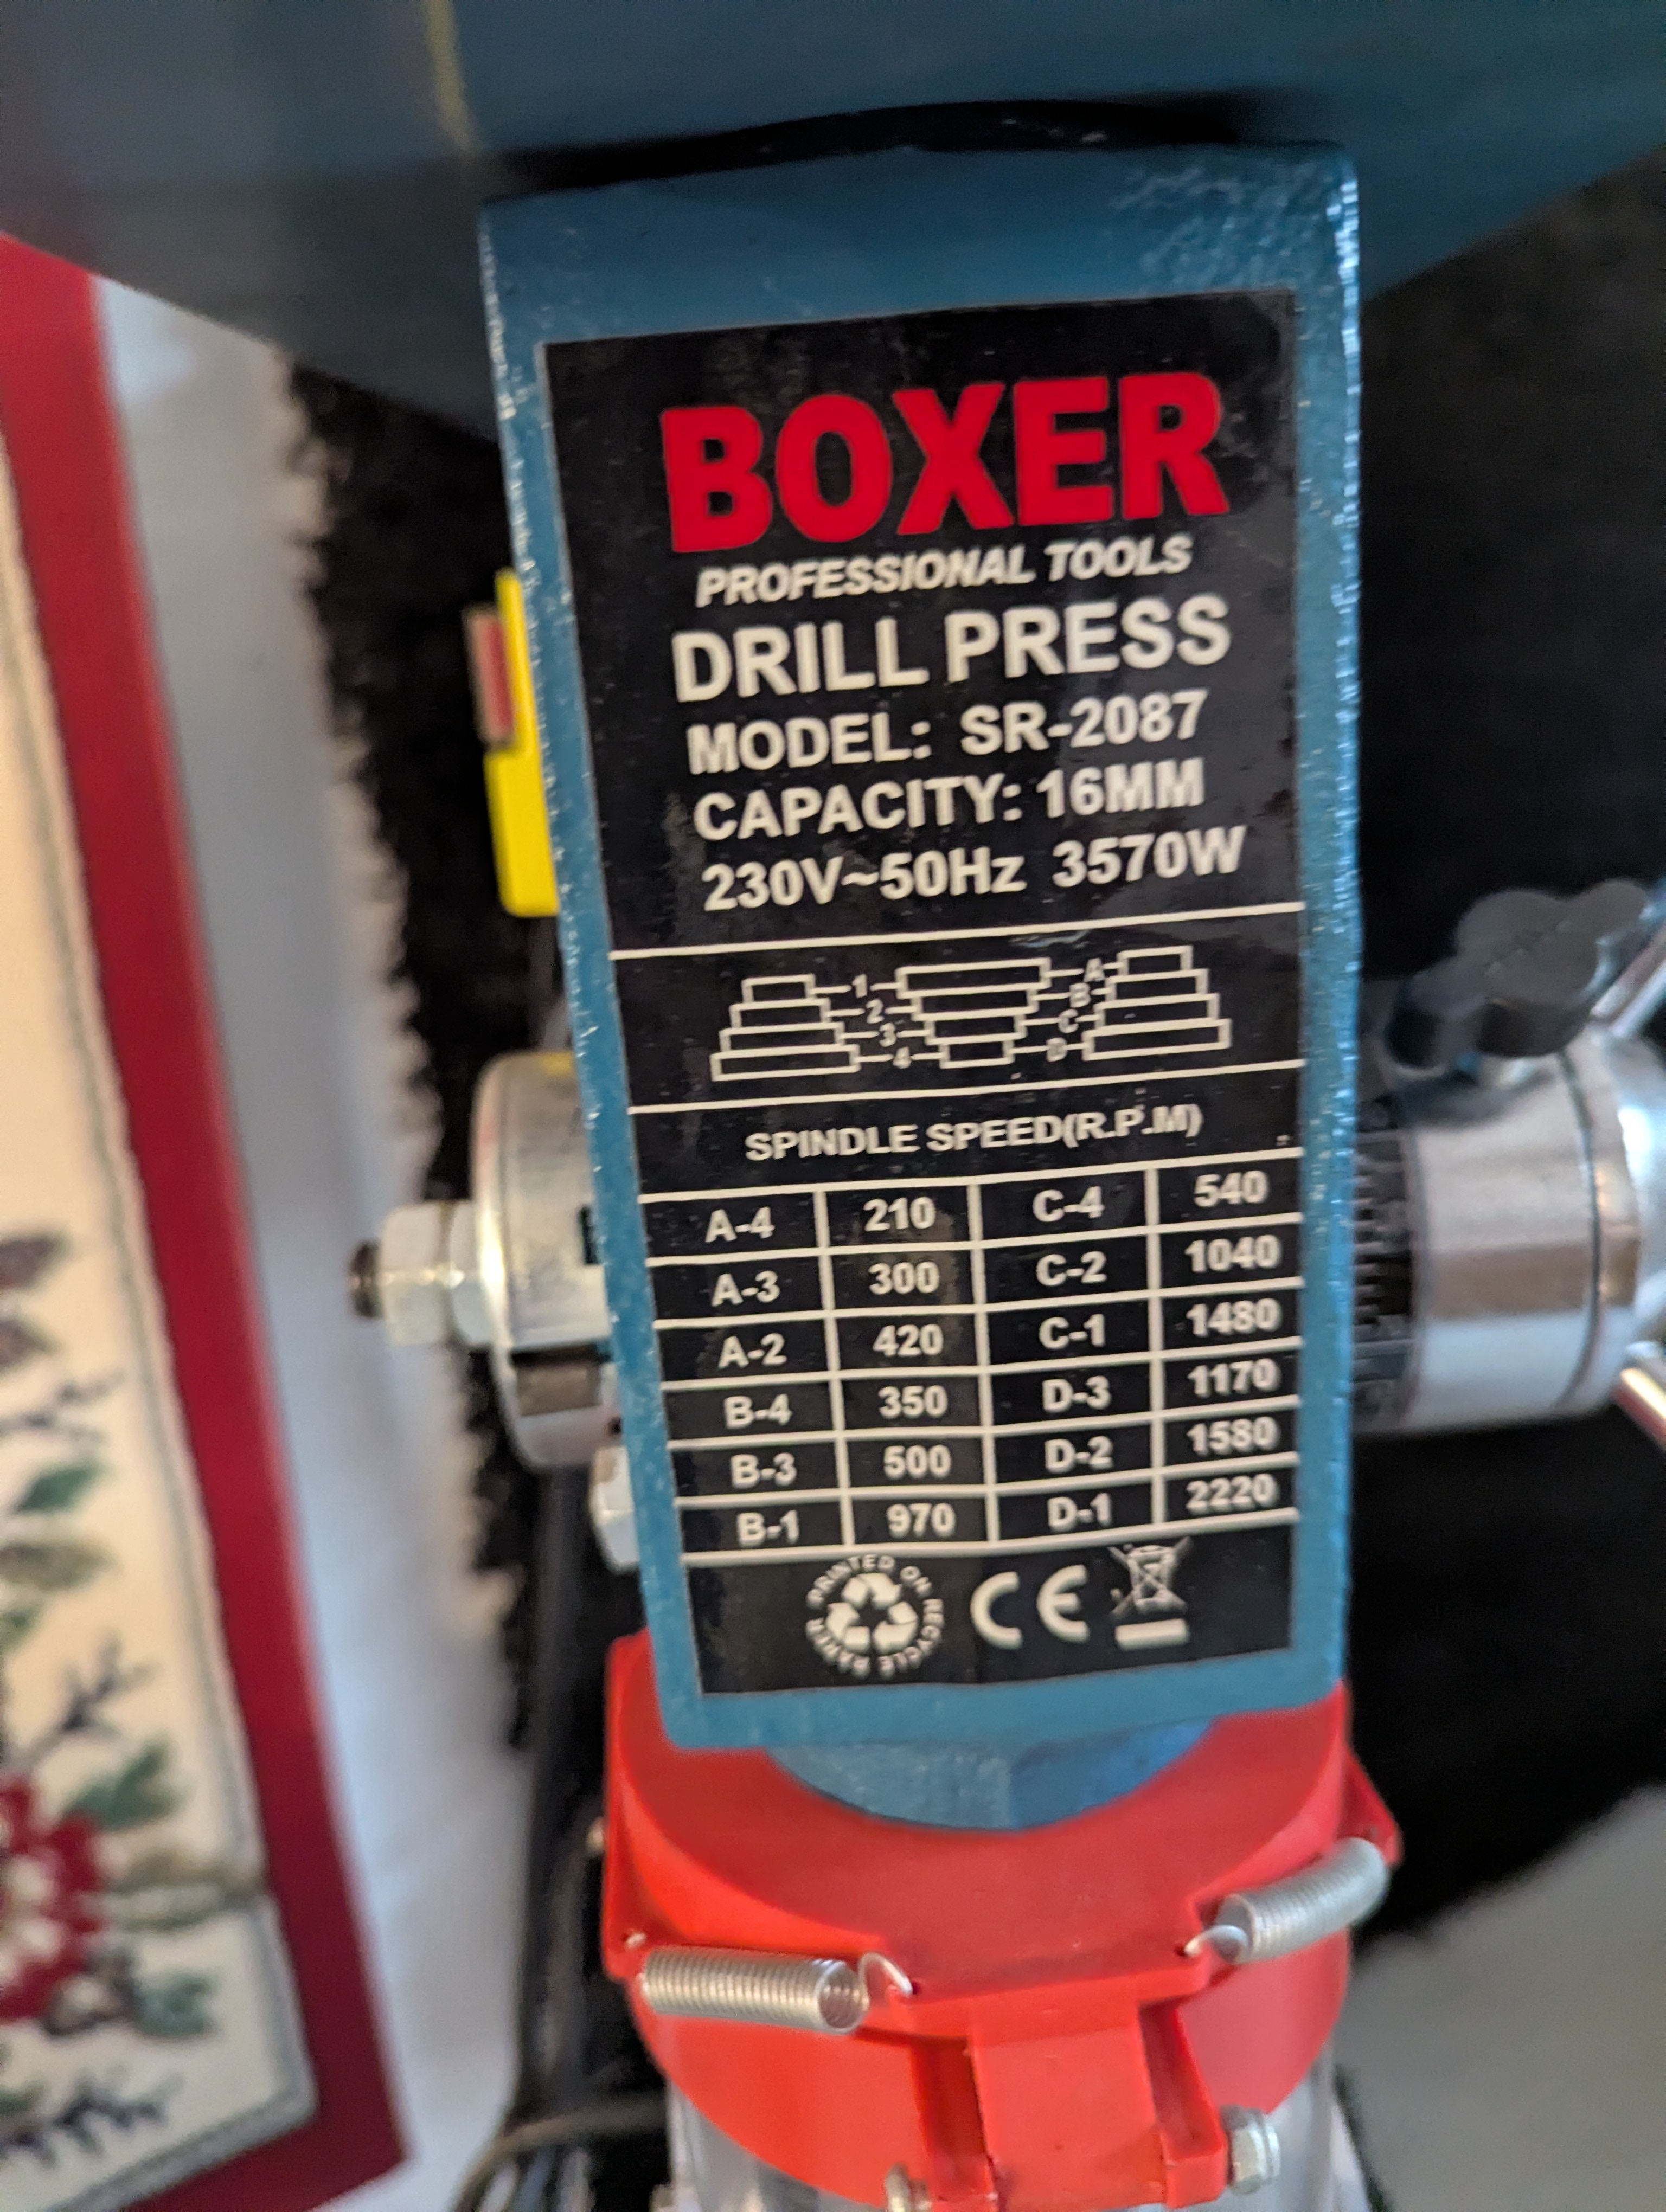 BOXER
PROFESSIONAL TOOLS
DRILL PRESS
MODEL: SR-2087
CAPACITY: 16MM
230V~50Hz 3570W
1 A
2 B
3 C
4 D
SPINDLE SPEED(R.P.M)
A-4 210 C-4 540
A-3 300 C-2 1040
A-2 420 C-1 1480
B-4 350 D-3 1170
B-3 500 D-2 1580
B-1 970 D-1 2220
PRINTED ON RECYCLE PAPER
CE